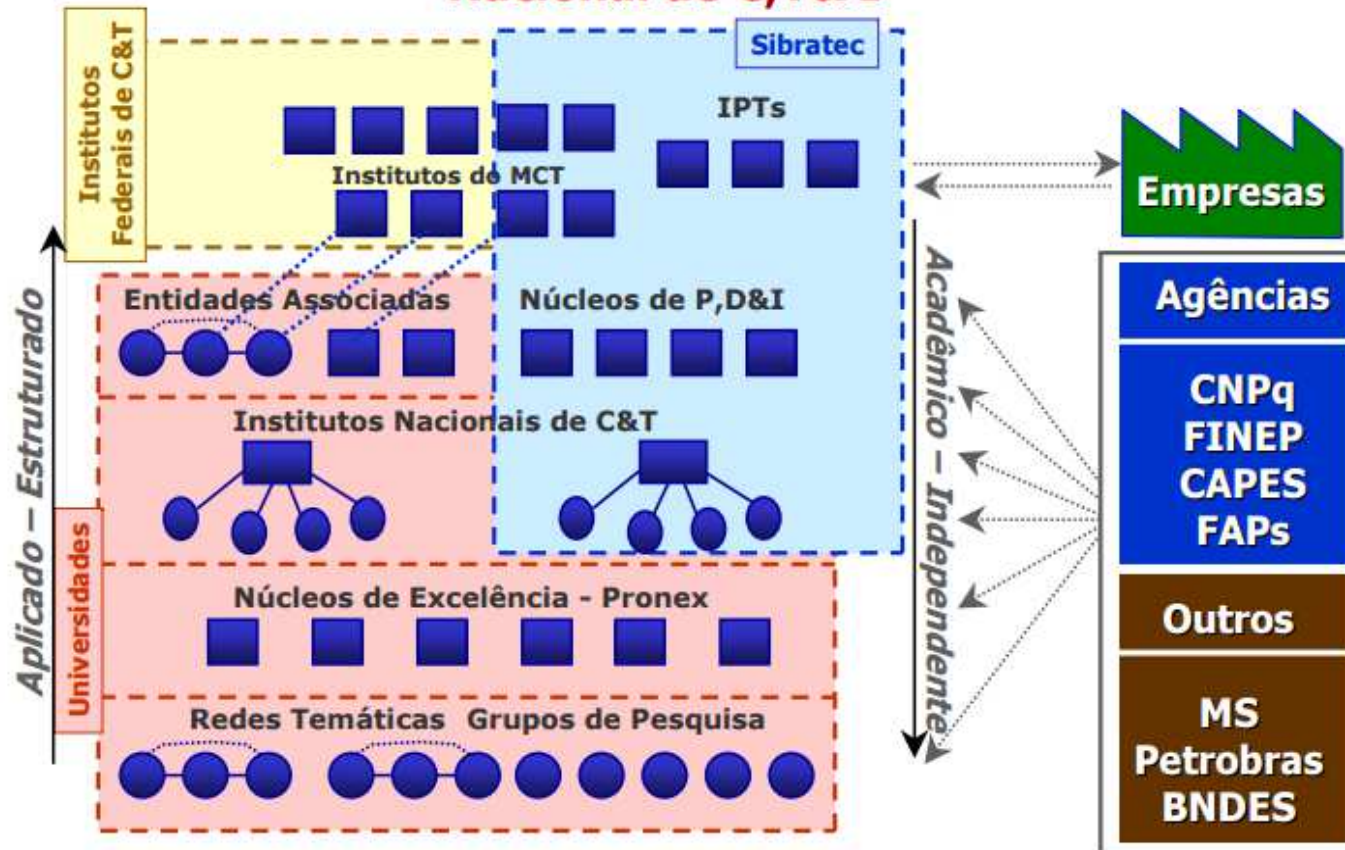 Sibratec
Institutos
Federais de C&T
IPTs
Institutos do MCT
Empresas
Aplicado – Estruturado
Entidades Associadas
Núcleos de P,D&I
Acadêmico – Independente
Agências
CNPq
FINEP
CAPES
FAPs
Institutos Nacionais de C&T
Universidades
Núcleos de Excelência - Pronex
Outros
Redes Temáticas Grupos de Pesquisa
MS
Petrobras
BNDES